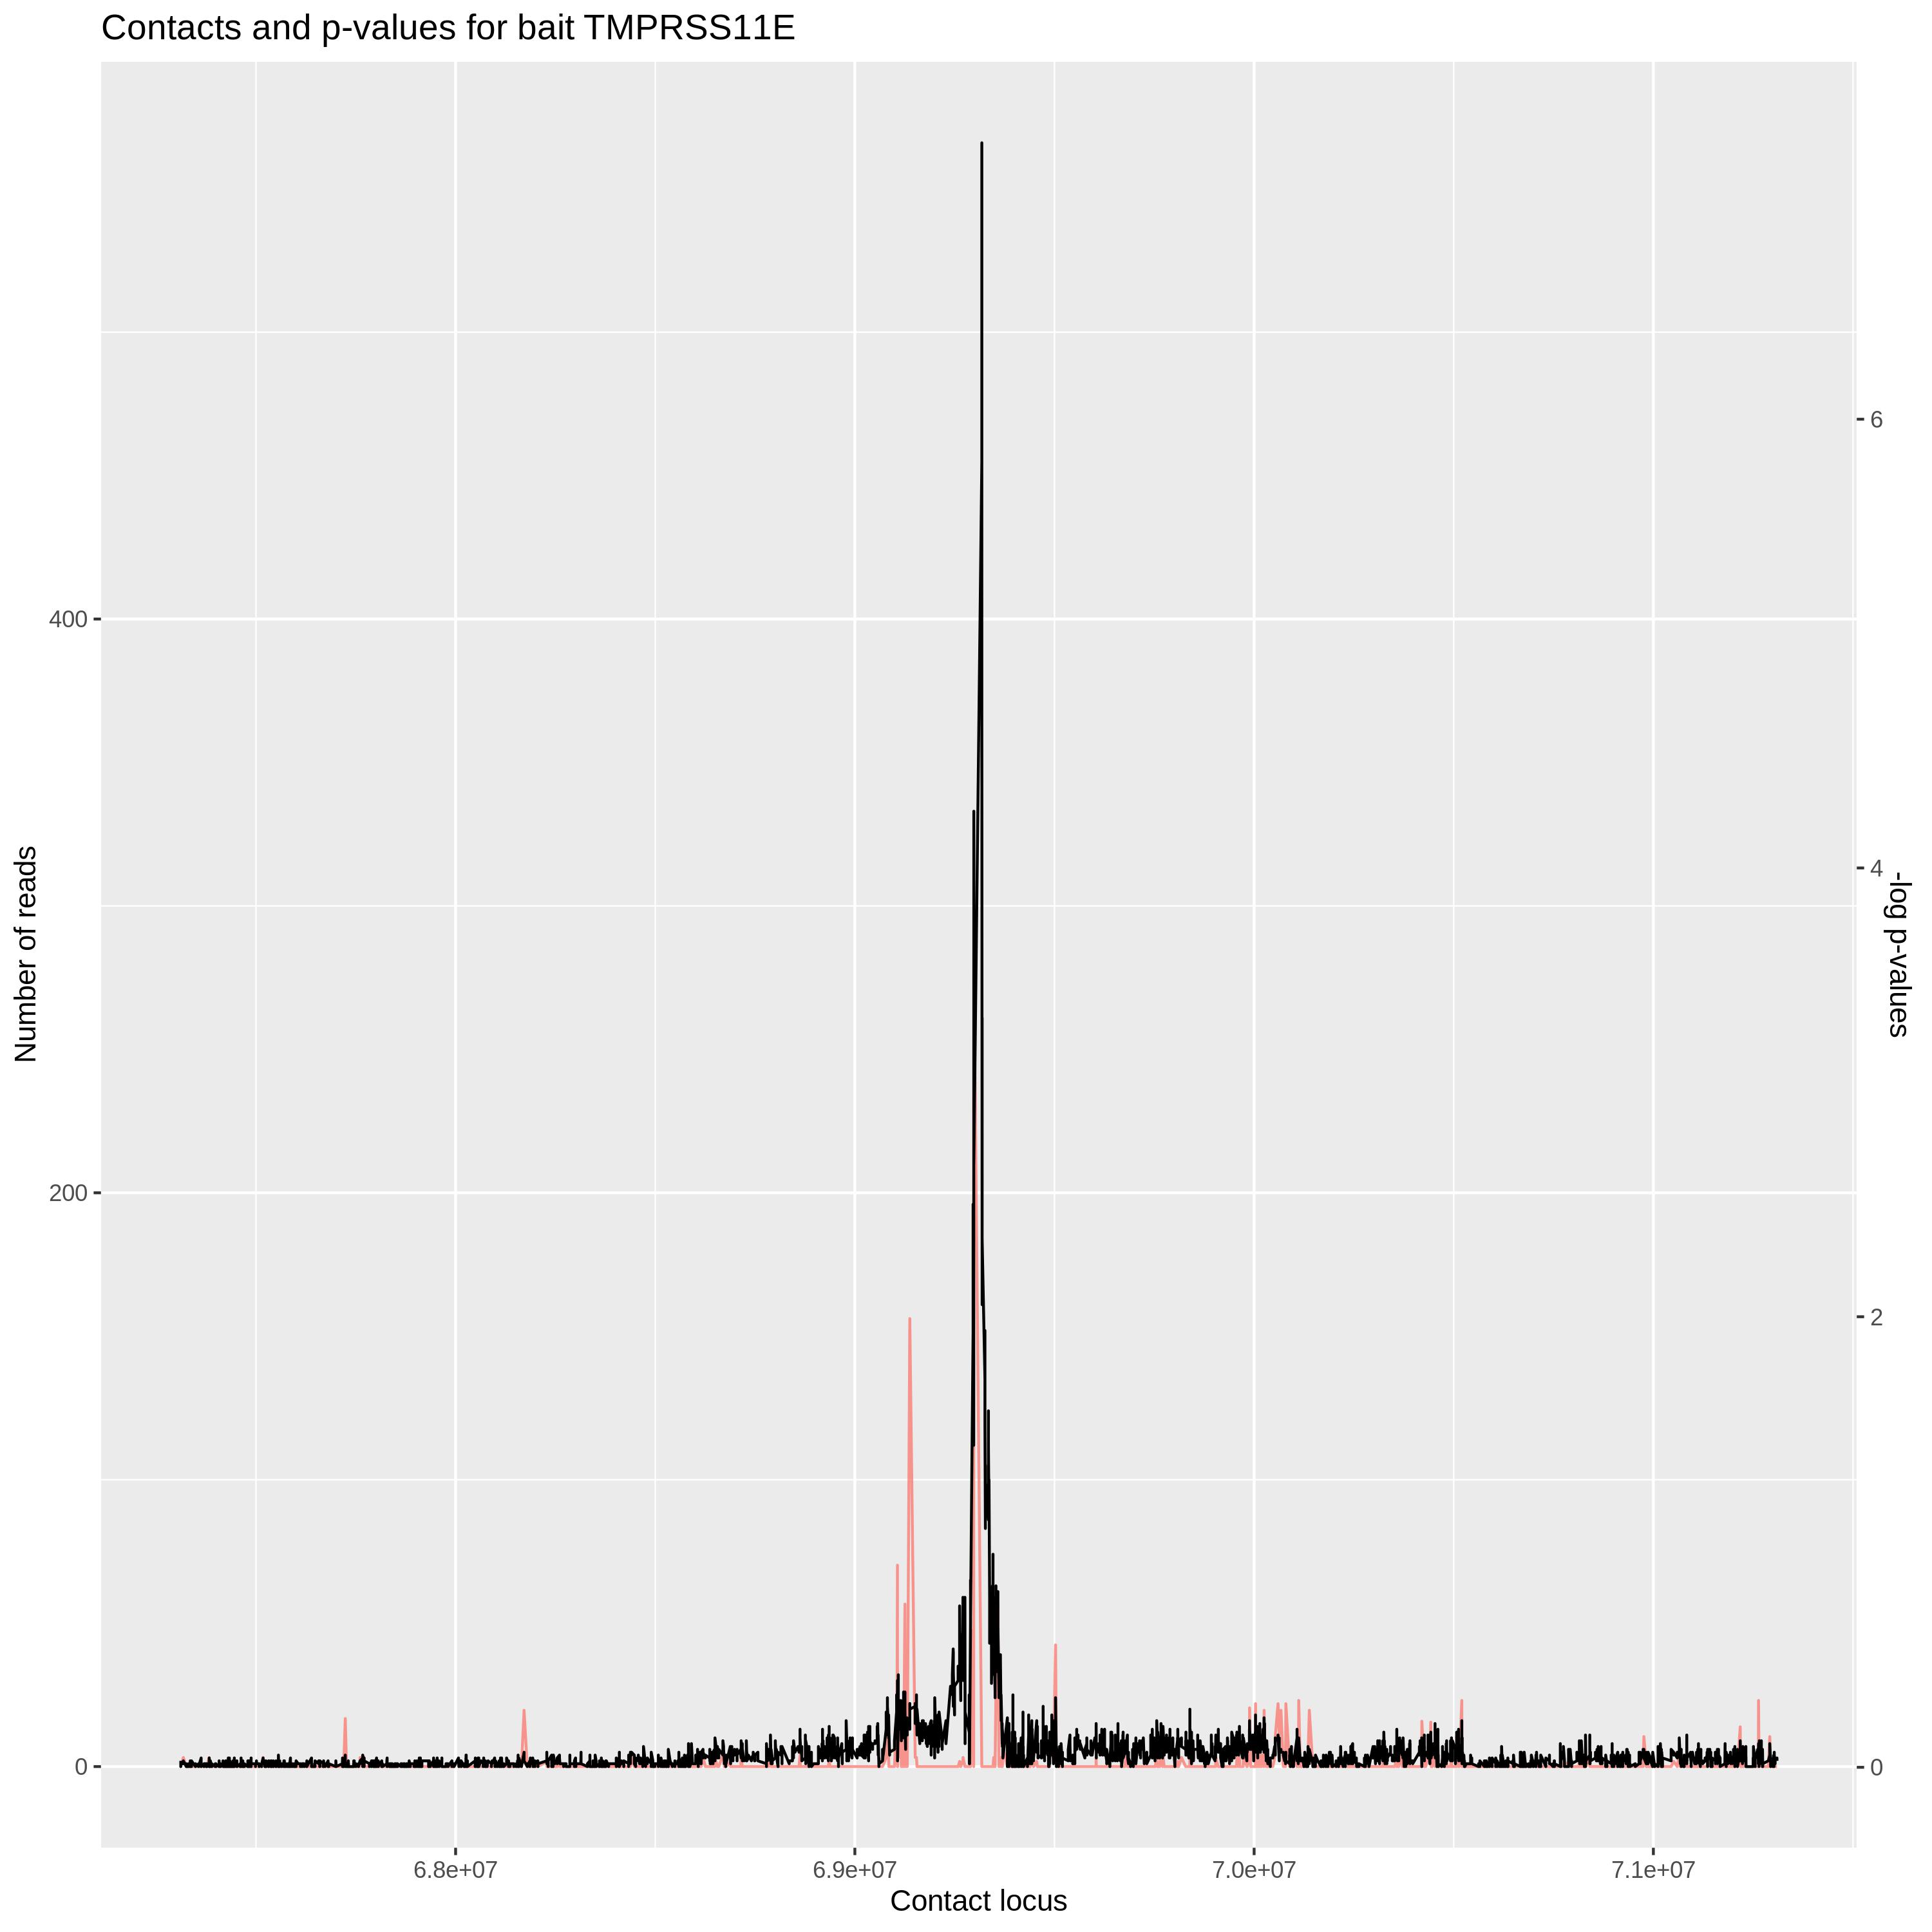 Contacts and p-values for bait TMPRSS11E
Number of reads
400
200
0
6
4
2
0
-log p-values
6.8e+07
6.9e+07
7.0e+07
7.1e+07
Contact locus